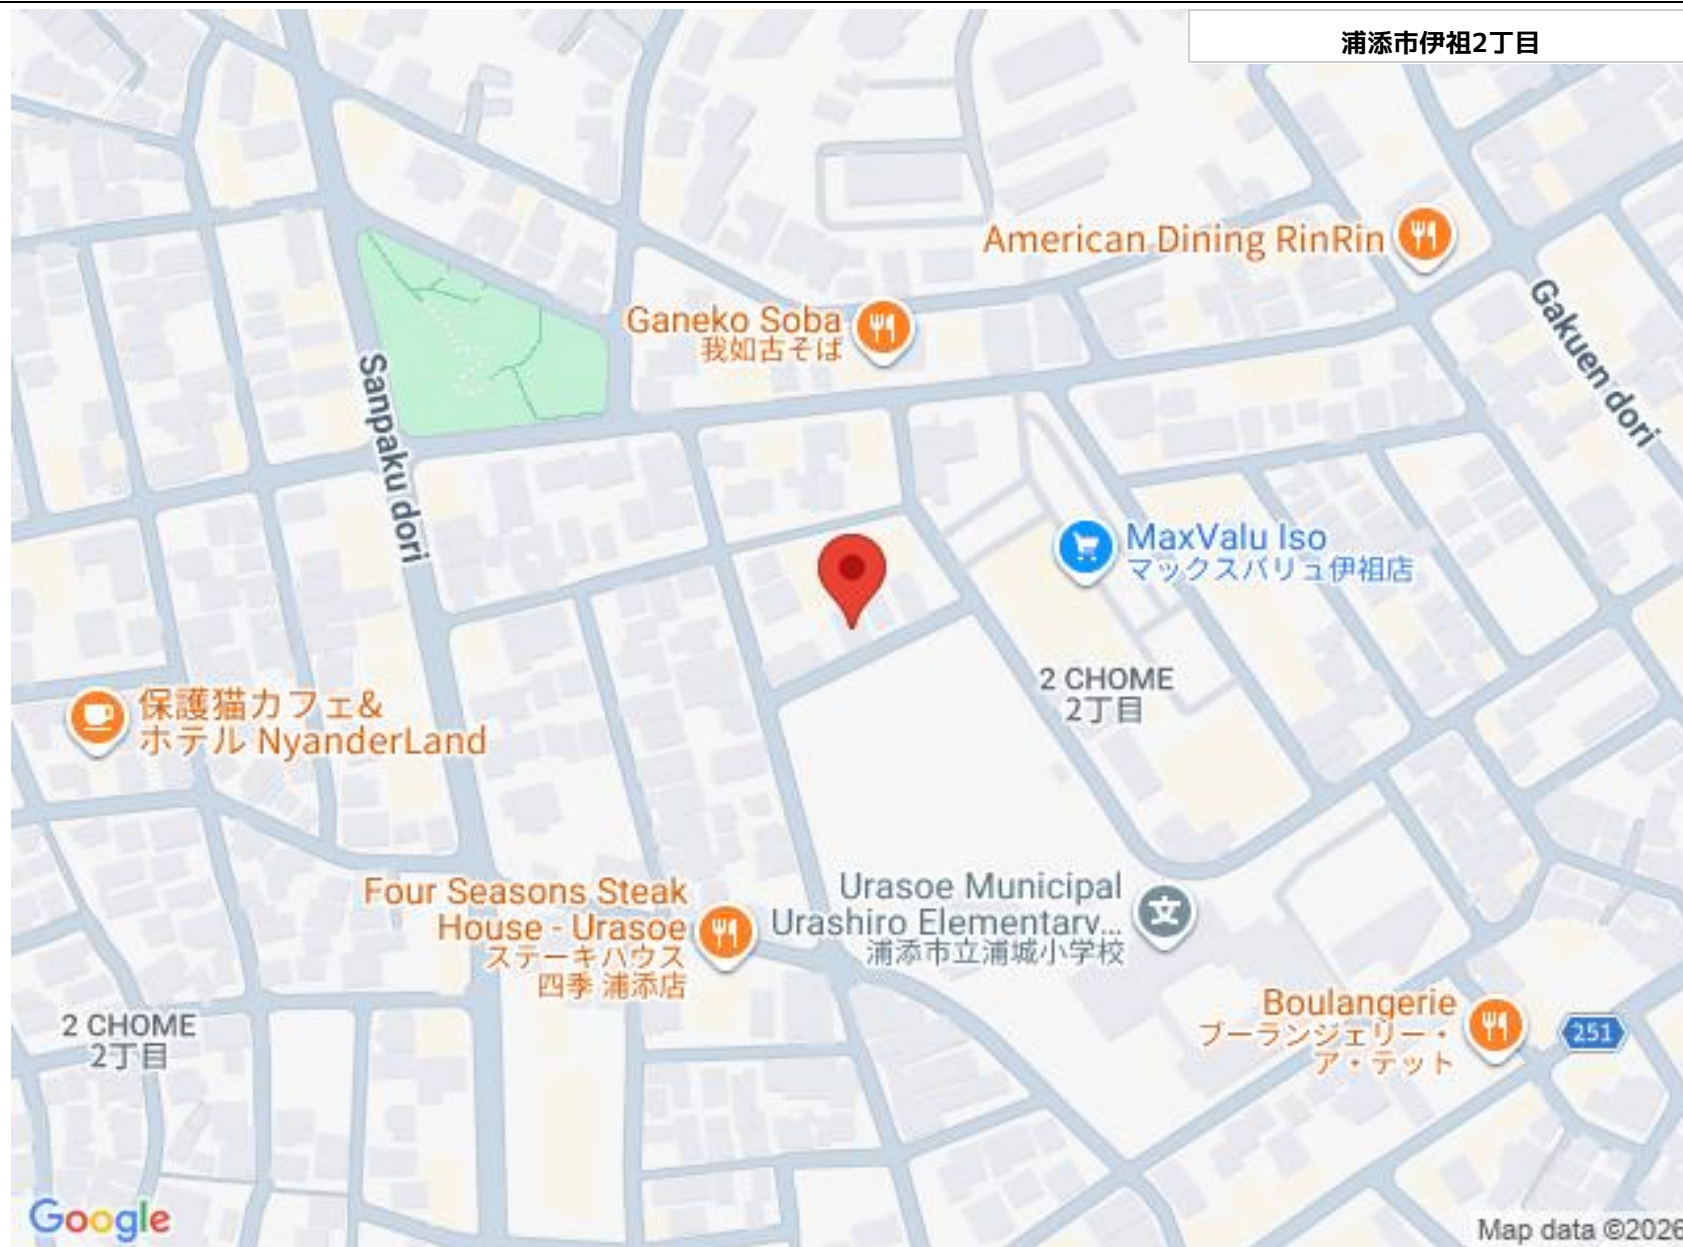 浦添市伊祖2丁目
American Dining RinRin
Gakuen dori
Ganeko Soba
我如古そば
Sanpaku dori
MaxValu Iso
マックスバリュ伊祖店
2 CHOME
2丁目
保護猫カフェ&
ホテル NyanderLand
Four Seasons Steak
House - Urasoe
ステーキハウス
四季 浦添店
Urasoe Municipal
Urashiro Elementary...
浦添市立浦城小学校
文
2 CHOME
2丁目
Boulangerie
ブーランジェリー・
ア・テット
251
Google
Map data ©2026